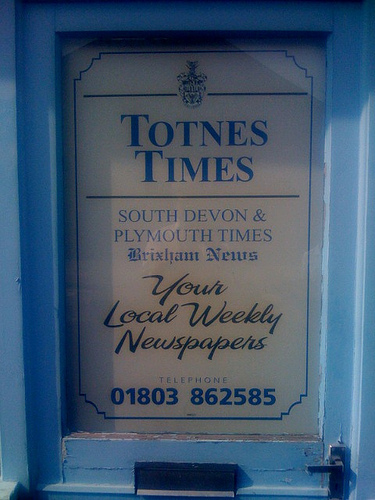 TOTNES
TIMES
SOUTH DEVON &
PLYMOUTH TIMES
Brixham News
Your
Local Weekly
Newspapers
TELEPHONE
01803 862585